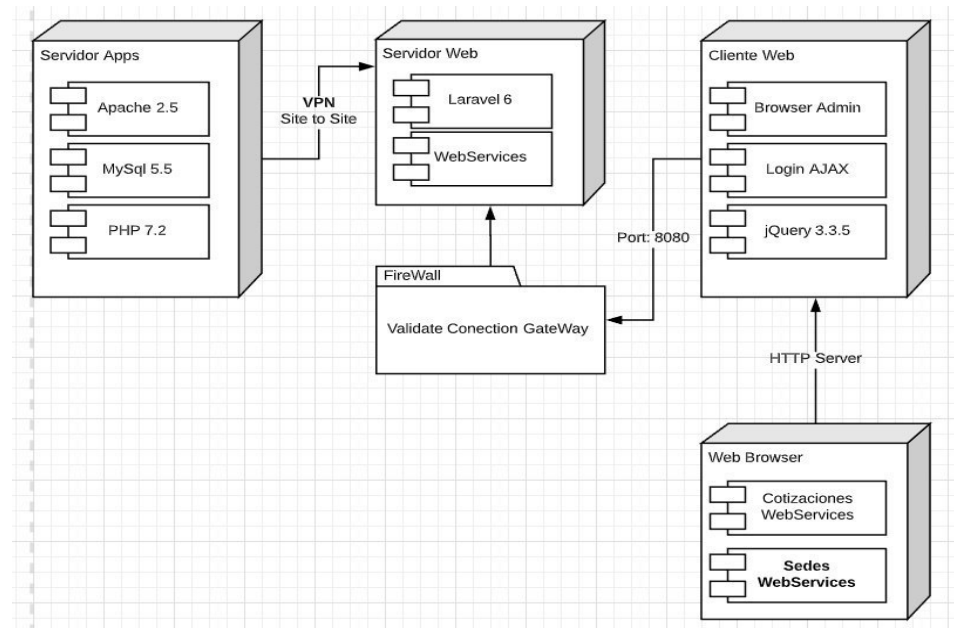 Servidor Apps
Apache 2.5
MySql 5.5
PHP 7.2
VPN
Site to Site
Servidor Web
Laravel 6
WebServices
FireWall
Validate Conection GateWay
Port: 8080
Cliente Web
Browser Admin
Login AJAX
jQuery 3.3.5
HTTP Server
Web Browser
Cotizaciones
WebServices
Sedes
WebServices